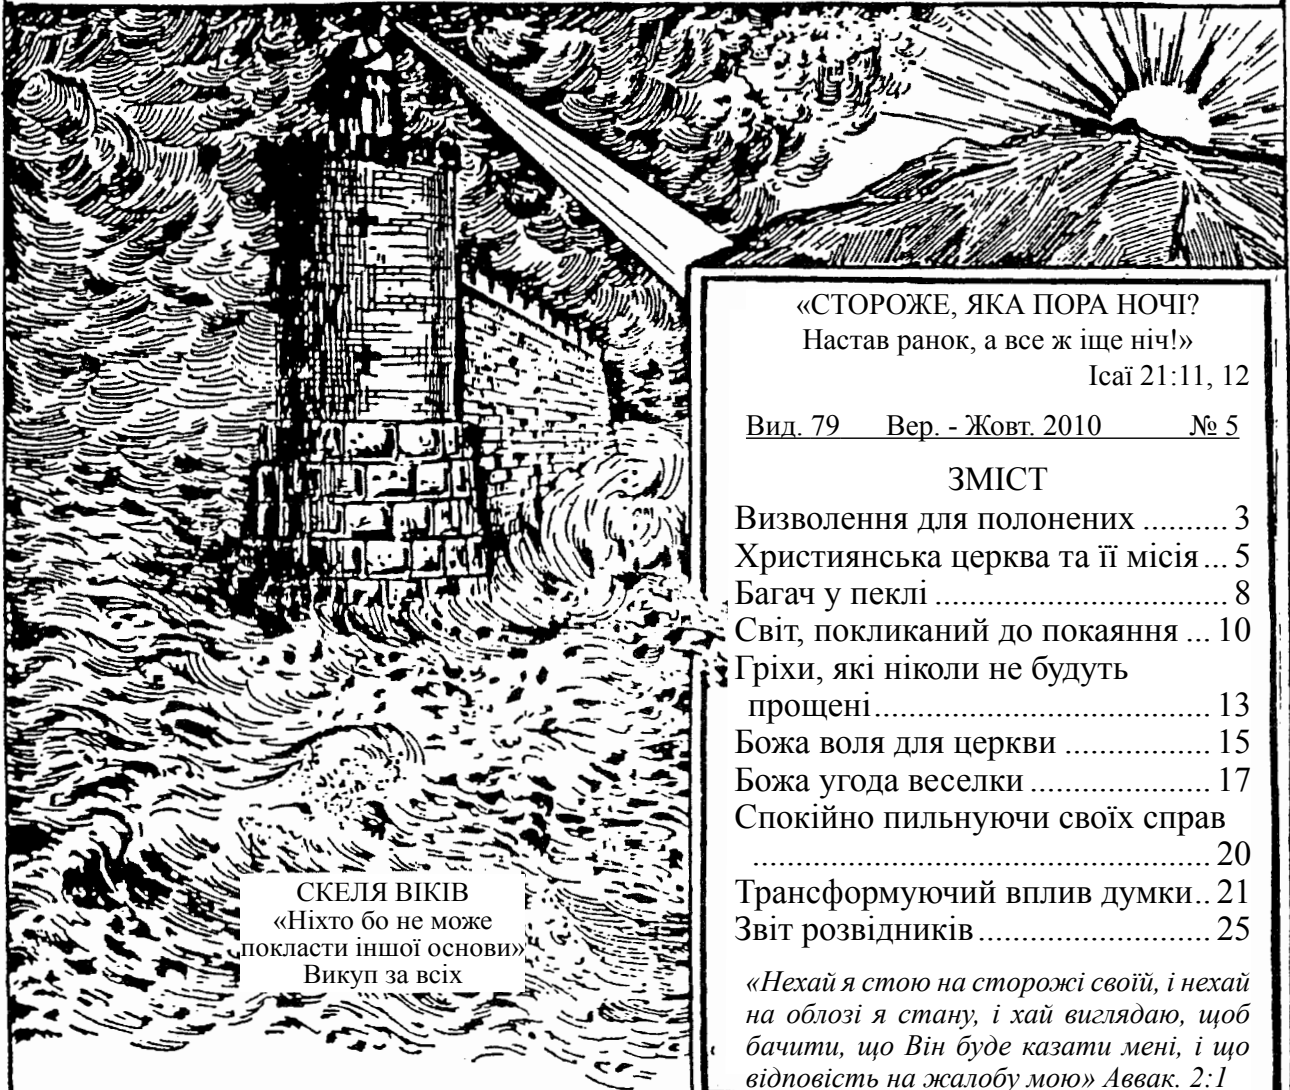 «СТОРОЖЕ, ЯКА ПОРА НОЧІ?
Настав ранок, а все ж іще ніч!»
Ісаї 21:11, 12
Вид. 79 Вер. - Жовт. 2010 № 5
ЗМІСТ
Визволення для полонених ......... 3
Християнська церква та її місія ... 5
Багач у пеклі ................................ 8
Світ, покликаний до покаяння ... 10
Гріхи, які ніколи не будуть
прощені..................................... 13
Божа воля для церкви ................ 15
Божа угода веселки .................... 17
Спокійно пильнуючи своїх справ
.................................................. 20
Трансформуючий вплив думки.. 21
Звіт розвідників.......................... 25
«Нехай я стою на сторожі своїй, і нехай
на облозі я стану, і хай виглядаю, щоб
бачити, що Він буде казати мені, і що
відповість на жалобу мою» Аввак. 2:1
СКЕЛЯ ВІКІВ
«Ніхто бо не може
покласти іншої основи»
Викуп за всіх